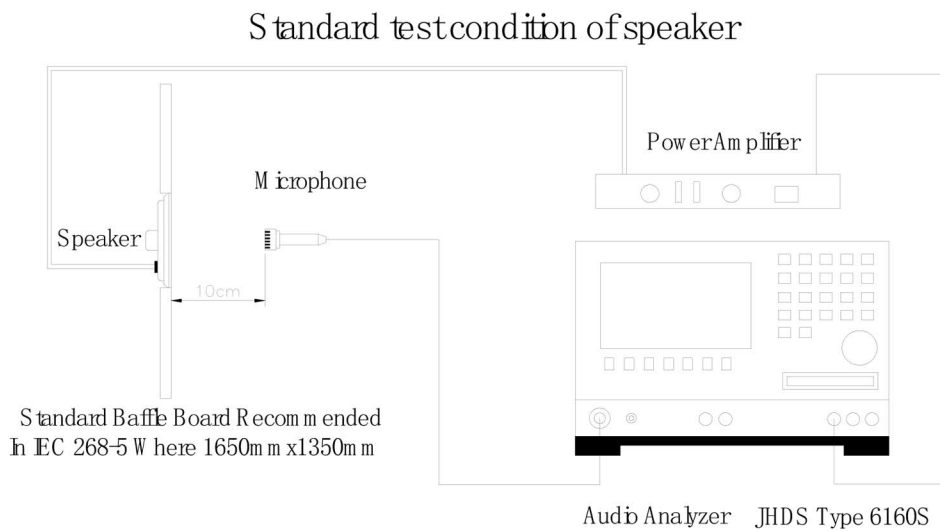 Standard test condition of speaker
Power Amplifier
Microphone
Speaker
10cm
Standard Baffle Board Recommended
In IEC 268-5 Where 1650mm x1350mm
Audio Analyzer JHDS Type 6160S